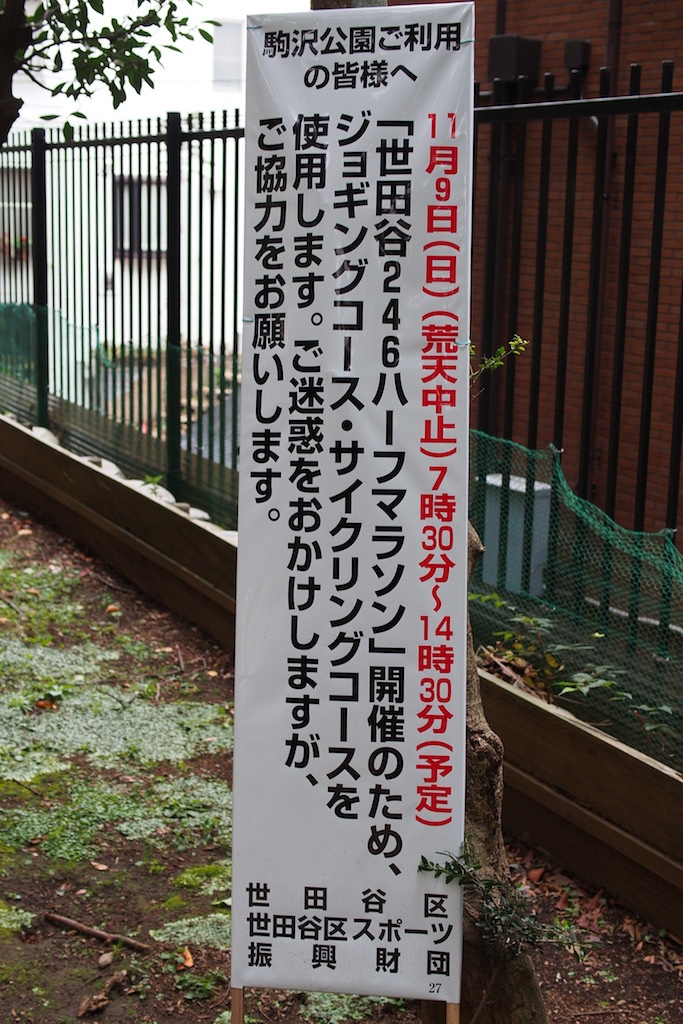 駒沢公園ご利用
の皆様へ
11月9日(日)(荒天中止)7時30分～14時30分(予定)
「世田谷246ハーフマラソン」開催のため、
ジョギングコース・サイクリングコースを
使用します。ご迷惑をおかけしますが、
ご協力をお願いします。
世田谷区
世田谷区スポーツ
振興財団
27